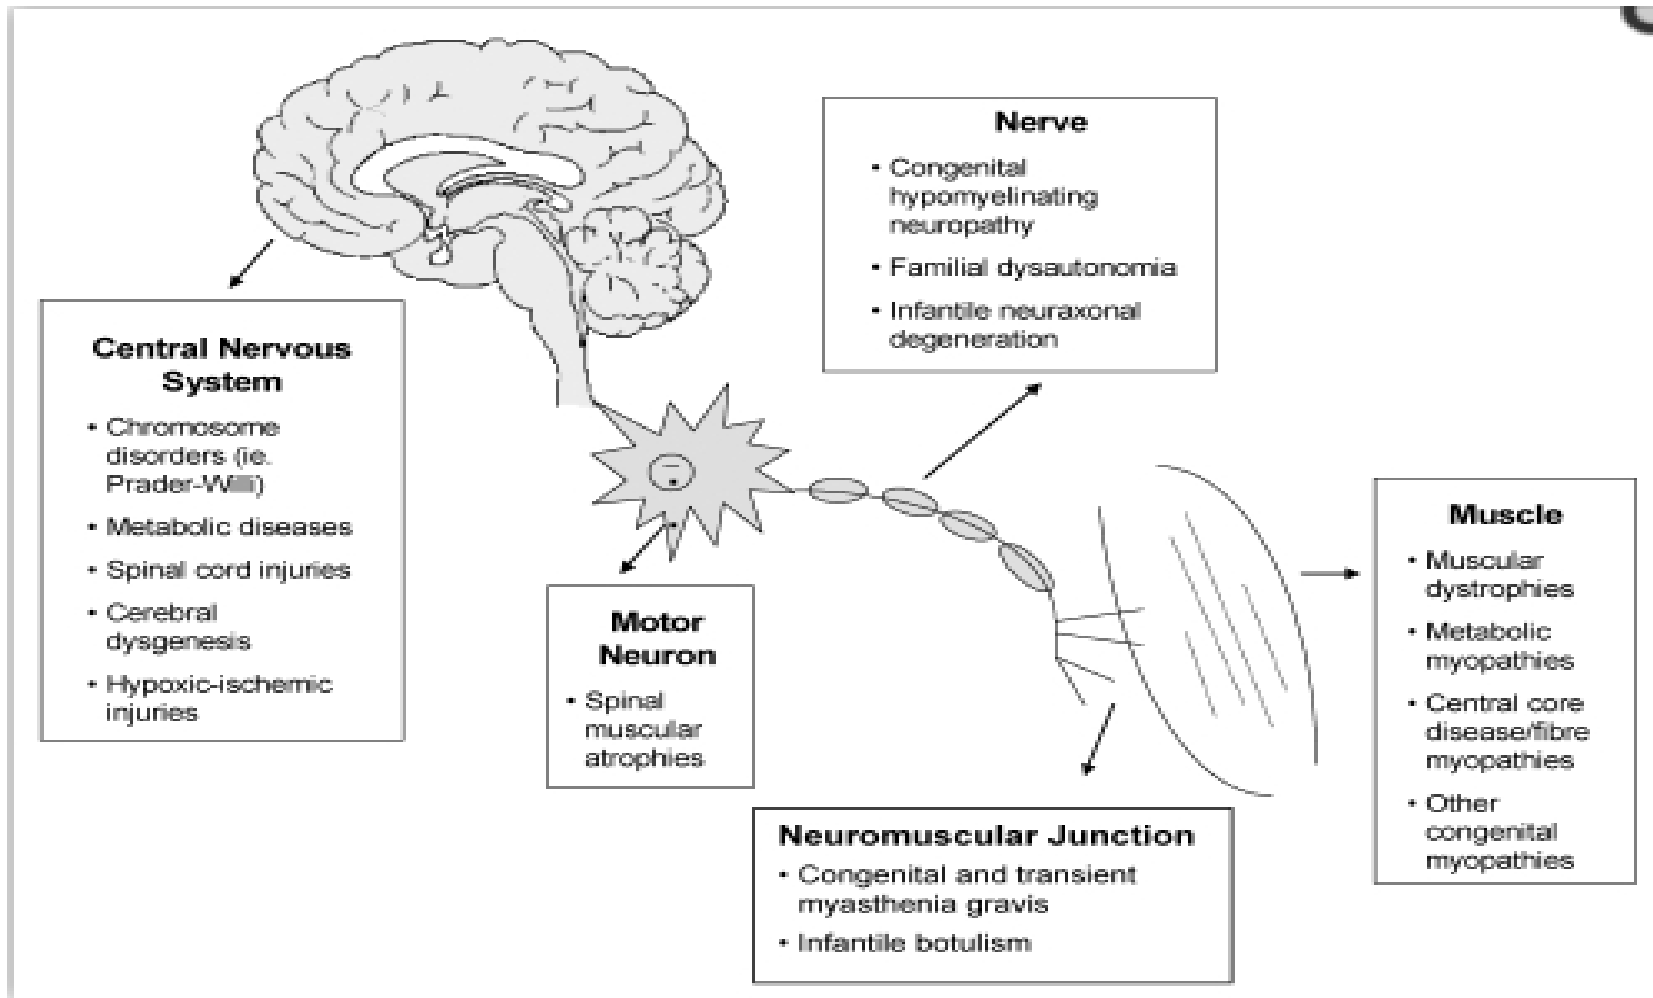 Central Nervous
System
• Chromosome
disorders (ie.
Prader-Willi)
• Metabolic diseases
• Spinal cord injuries
• Cerebral
dysgenesis
• Hypoxic-ischemic
injuries
Motor
Neuron
• Spinal
muscular
atrophies
Nerve
• Congenital
hypomyelinating
neuropathy
• Familial dysautonomia
• Infantile neuraxonal
degeneration
Neuromuscular Junction
• Congenital and transient
myasthenia gravis
• Infantile botulism
Muscle
• Muscular
dystrophies
• Metabolic
myopathies
• Central core
disease/fibre
myopathies
• Other
congenital
myopathies